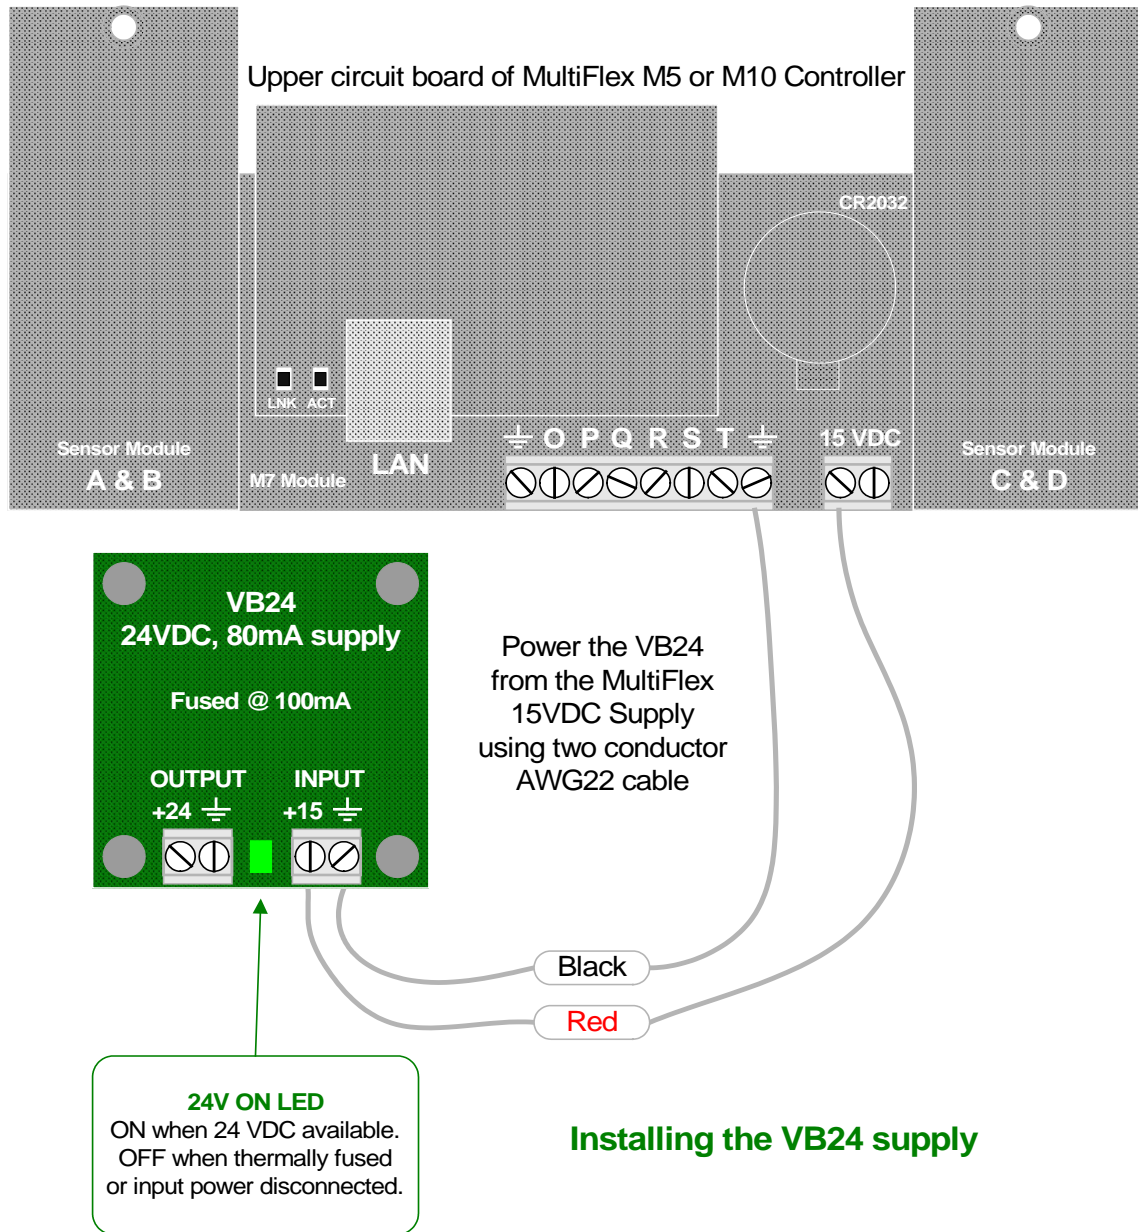 Upper circuit board of MultiFlex M5 or M10 Controller
CR2032
LNK ACT
Sensor Module
A & B
M7 Module
LAN
O P Q R S T
15 VDC
Sensor Module
C & D
VB24
24VDC, 80mA supply
Fused @ 100mA
OUTPUT
+24
INPUT
+15
Power the VB24
from the MultiFlex
15VDC Supply
using two conductor
AWG22 cable
Black
Red
24V ON LED
ON when 24 VDC available.
OFF when thermally fused
or input power disconnected.
Installing the VB24 supply